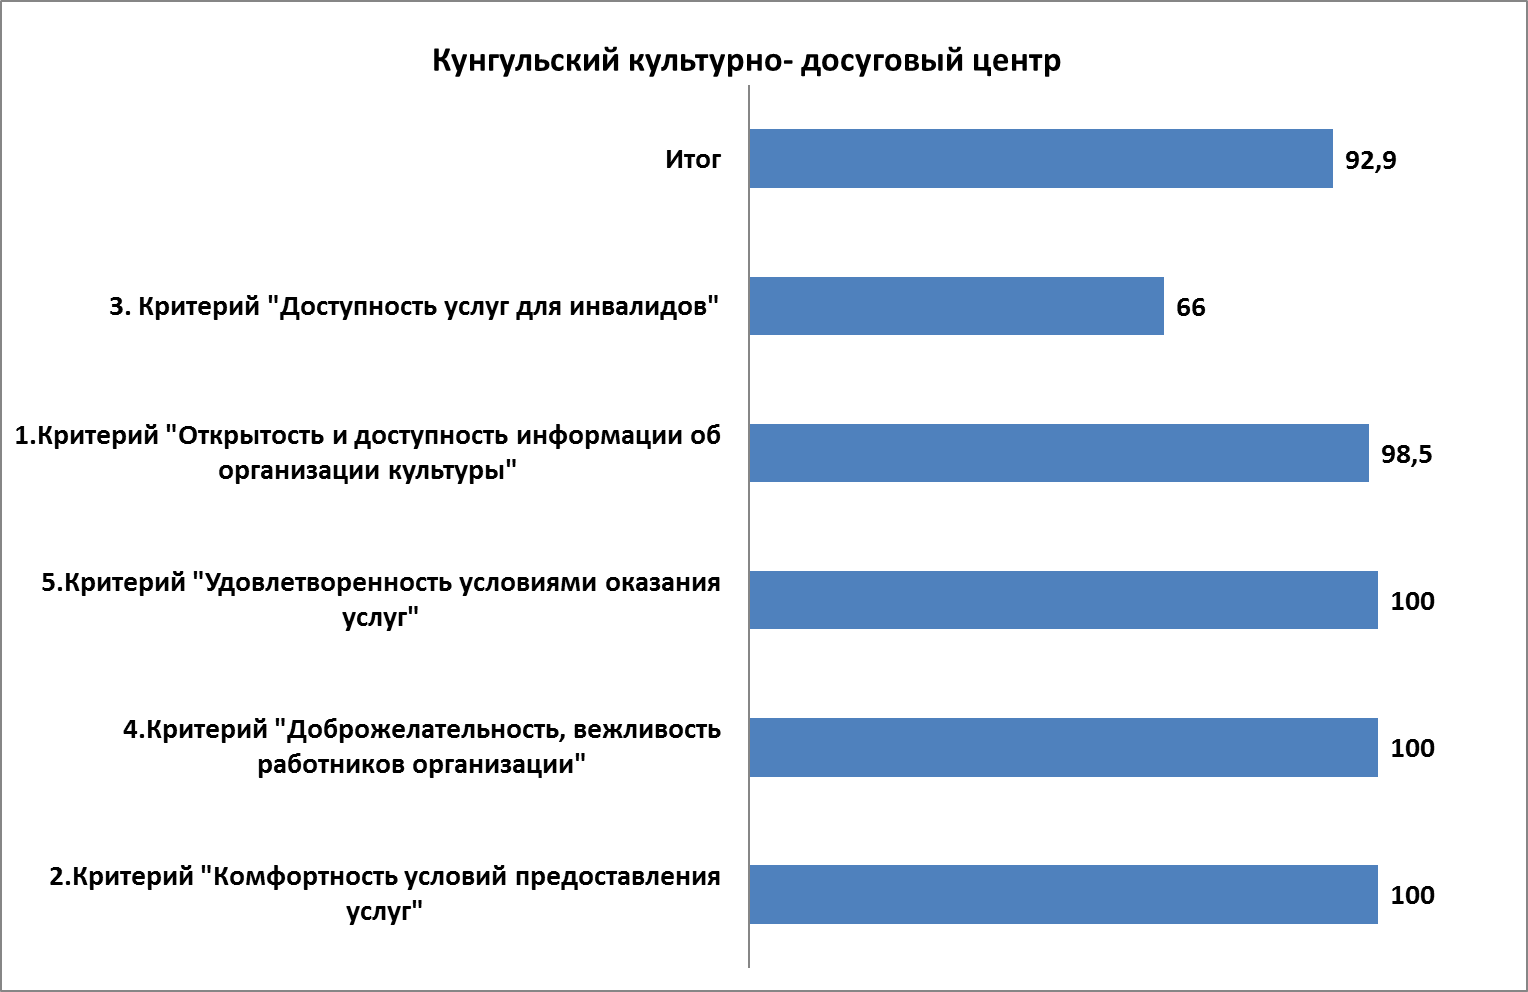 Кунгульский культурно- досуговый центр
Итог
92,9
3. Критерий "Доступность услуг для инвалидов"
66
1.Критерий "Открытость и доступность информации об
организации культуры"
98,5
5.Критерий "Удовлетворенность условиями оказания
услуг"
100
4.Критерий "Доброжелательность, вежливость
работников организации"
100
2.Критерий "Комфортность условий предоставления
услуг"
100